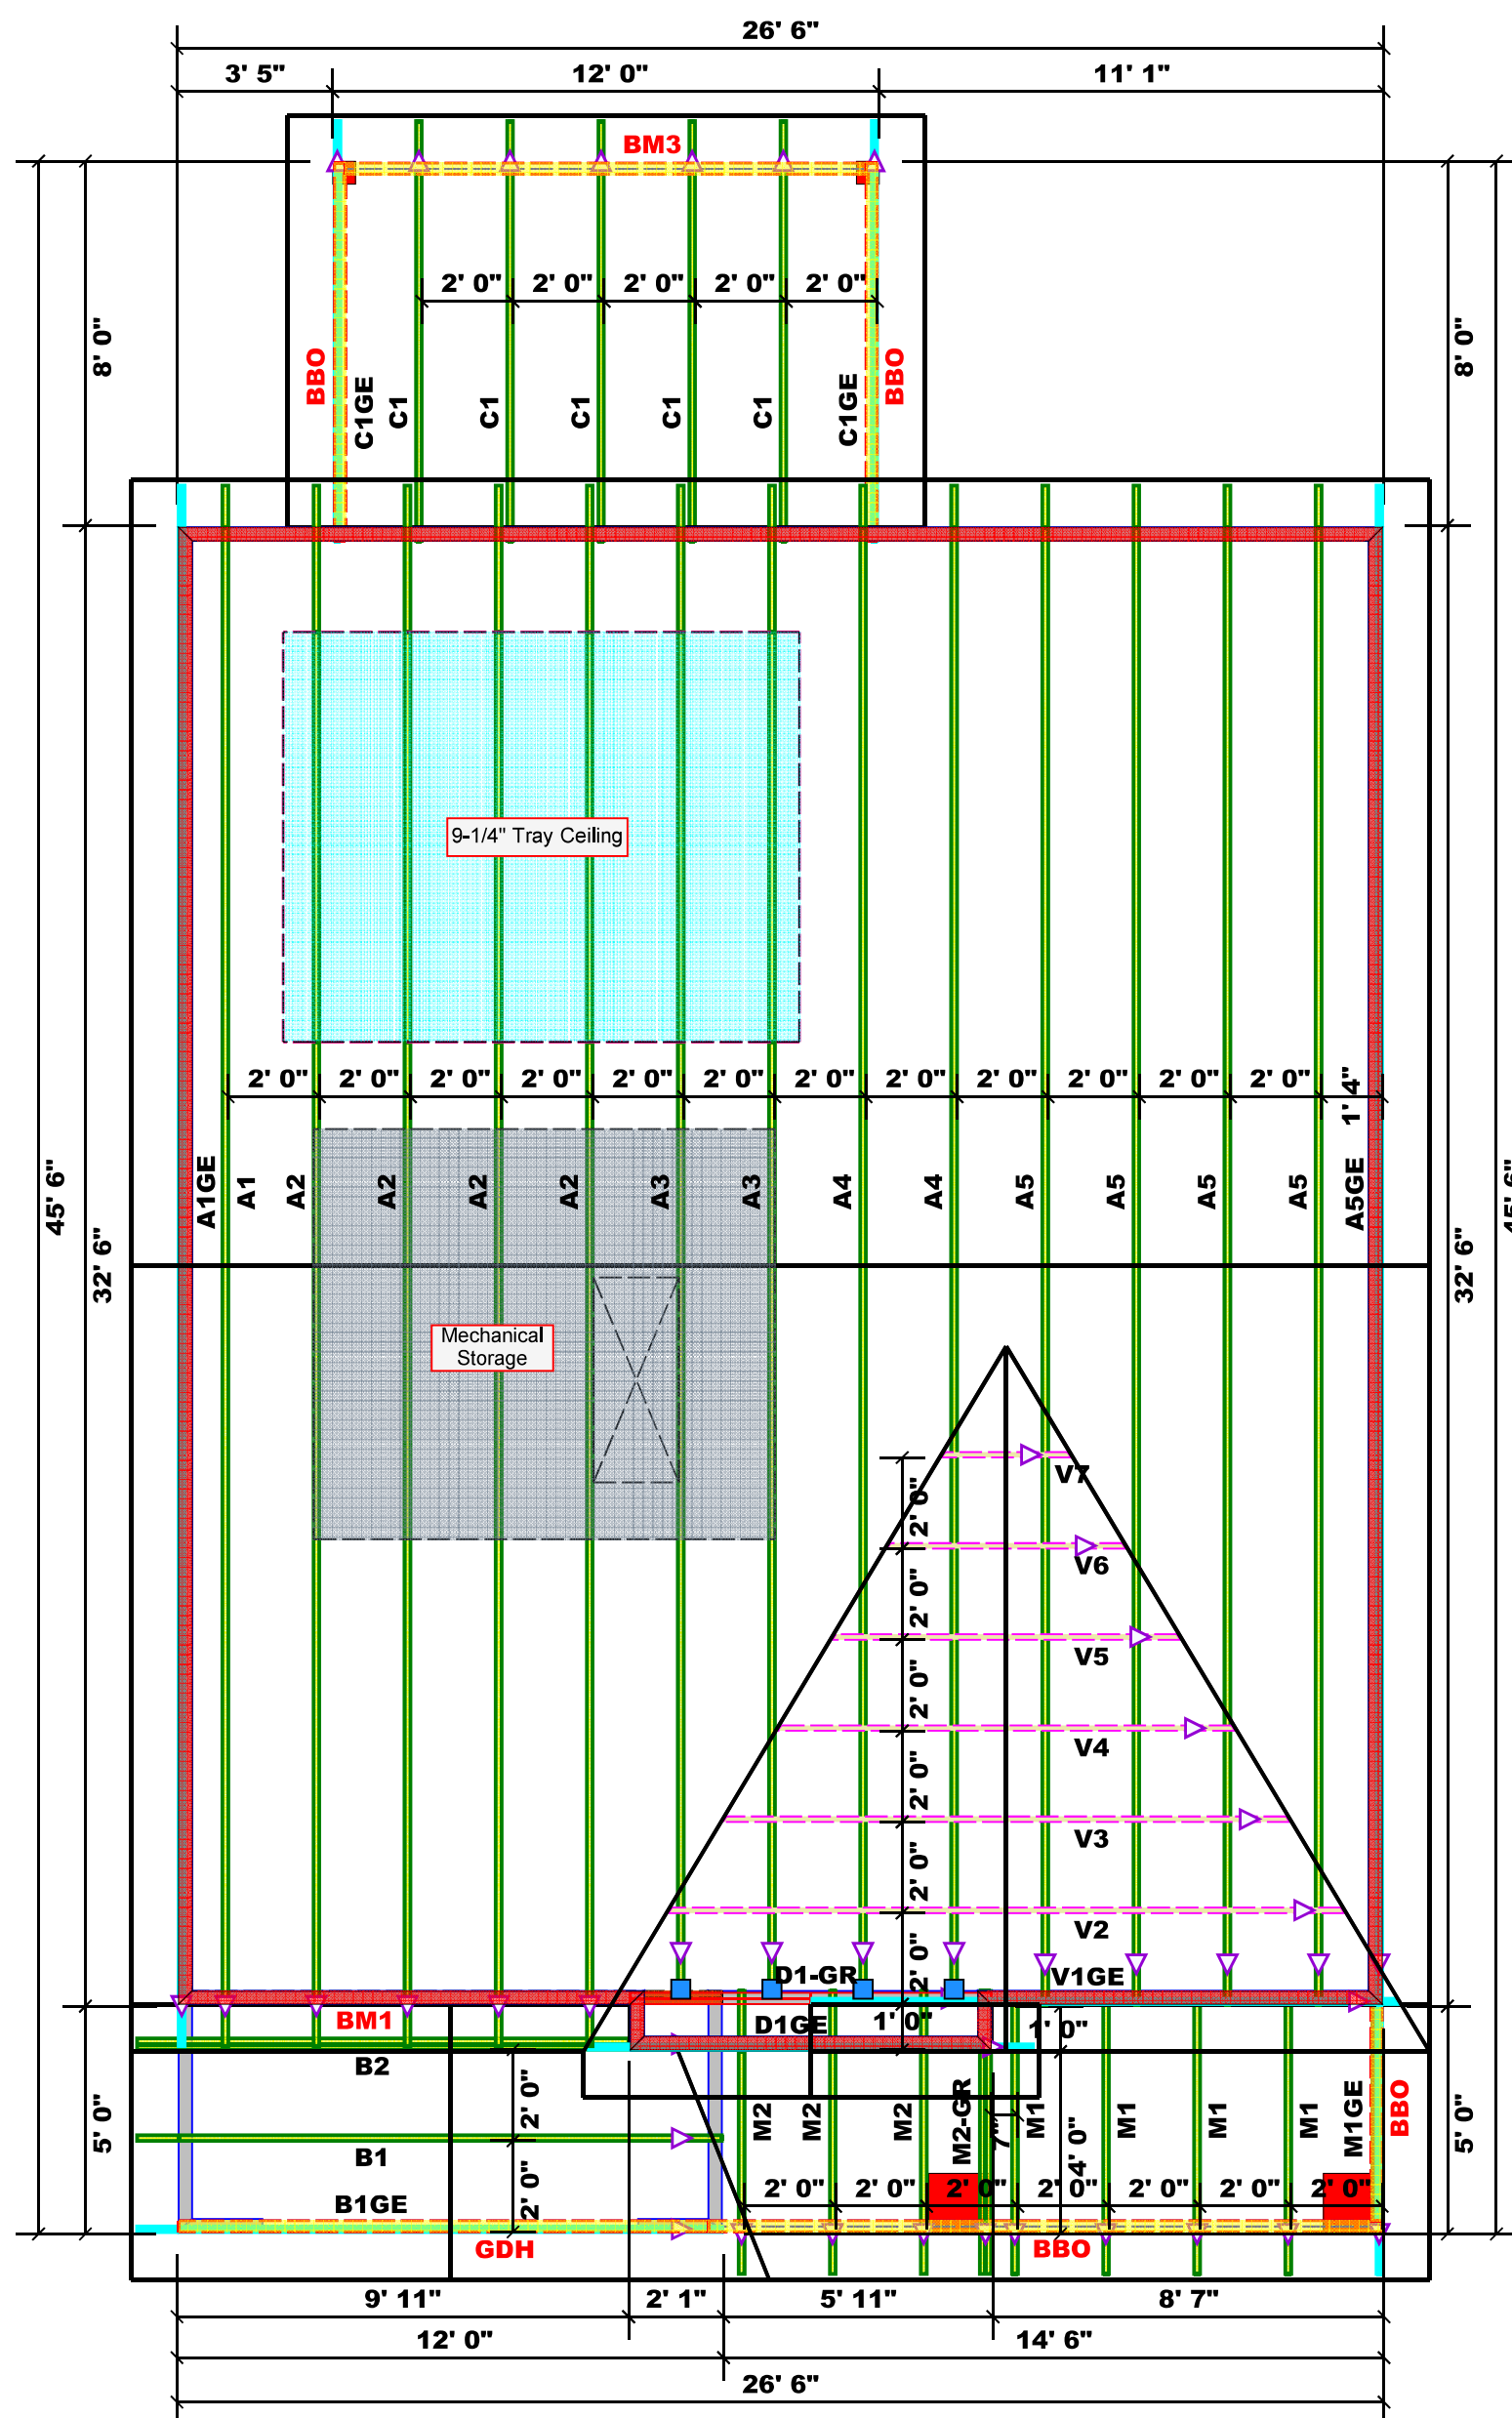 26' 6"
3' 5" 12' 0" 11' 1"
BM3
2' 0" 2' 0" 2' 0" 2' 0" 2' 0"
8' 0" 8' 0"
BBO C1GE C1 C1 C1 C1 C1 C1GE BBO
9-1/4" Tray Ceiling
2' 0" 2' 0" 2' 0" 2' 0" 2' 0" 2' 0" 2' 0" 2' 0" 2' 0" 2' 0" 2' 0" 2' 0" 1' 4"
A1GE A1 A2 A2 A2 A2 A3 A3 A4 A4 A5 A5 A5 A5 A5GE
45' 6" 32' 6" 32' 6" 45' 6"
Mechanical
Storage
V7
2' 0"
V6
2' 0"
V5
2' 0"
V4
2' 0"
V3
2' 0"
V2
2' 0"
D1-GR V1GE
BM1 D1GE 1' 0" 1' 0"
B2
5' 0" 2' 0" M2 M2 M2 M2-GR 7" M1 4' 0" M1 M1 M1 M1GE BBO 5' 0"
B1
2' 0" 2' 0" 2' 0" 2' 0" 2' 0" 2' 0" 2' 0" 2' 0"
B1GE
GDH BBO
9' 11" 2' 1" 5' 11" 8' 7"
12' 0" 14' 6"
26' 6"